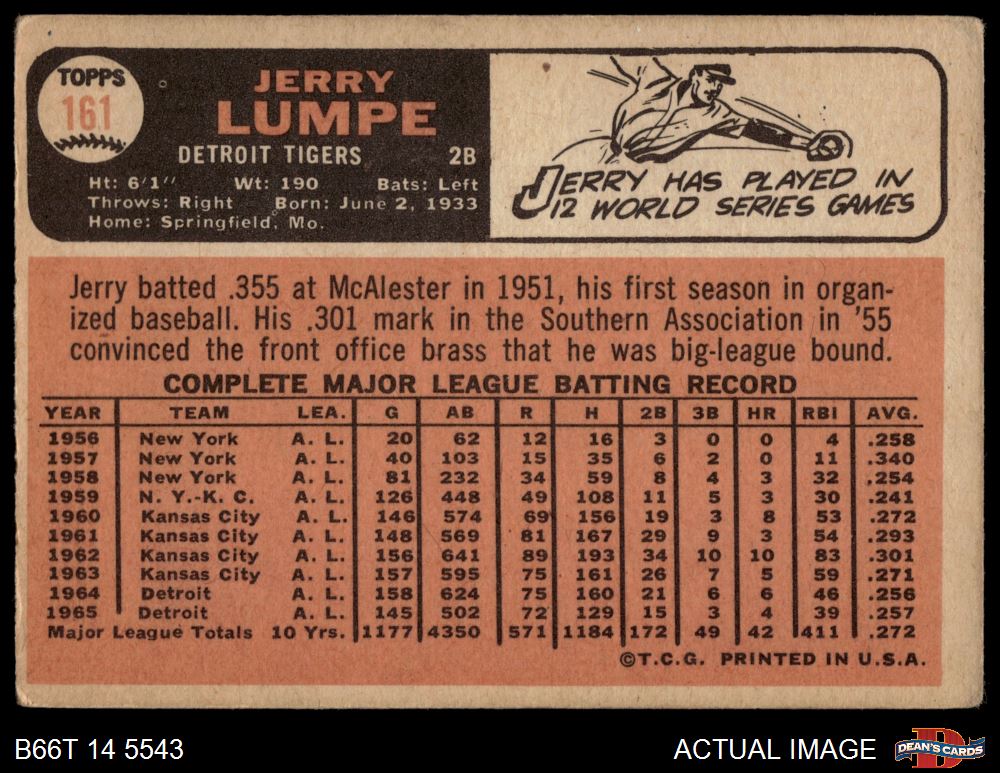 TOPPS
161
JERRY
LUMPE
DETROIT TIGERS 2B
Ht: 6'1" Wt: 190 Bats: Left
Throws: Right Born: June 2, 1933
Home: Springfield, Mo.
JERRY HAS PLAYED IN
12 WORLD SERIES GAMES
Jerry batted .355 at McAlester in 1951, his first season in organ-
ized baseball. His .301 mark in the Southern Association in '55
convinced the front office brass that he was big-league bound.
COMPLETE MAJOR LEAGUE BATTING RECORD
YEAR TEAM LEA. G AB R H 2B 3B HR RBI AVG.
1956 New York A. L. 20 62 12 16 3 0 0 4 .258
1957 New York A. L. 40 103 15 35 6 2 0 11 .340
1958 New York A. L. 81 232 34 59 8 4 3 32 .254
1959 N. Y.-K. C. A. L. 126 448 49 108 11 5 3 30 .241
1960 Kansas City A. L. 146 574 69 156 19 3 8 53 .272
1961 Kansas City A. L. 148 569 81 167 29 9 3 54 .293
1962 Kansas City A. L. 156 641 89 193 34 10 10 83 .301
1963 Kansas City A. L. 157 595 75 161 26 7 5 59 .271
1964 Detroit A. L. 158 624 75 160 21 6 6 46 .256
1965 Detroit A. L. 145 502 72 129 15 3 4 39 .257
Major League Totals 10 Yrs. 1177 4350 571 1184 172 49 42 411 .272
©T.C.G. PRINTED IN U.S.A.
B66T 14 5543 ACTUAL IMAGE
DEAN'S CARDS